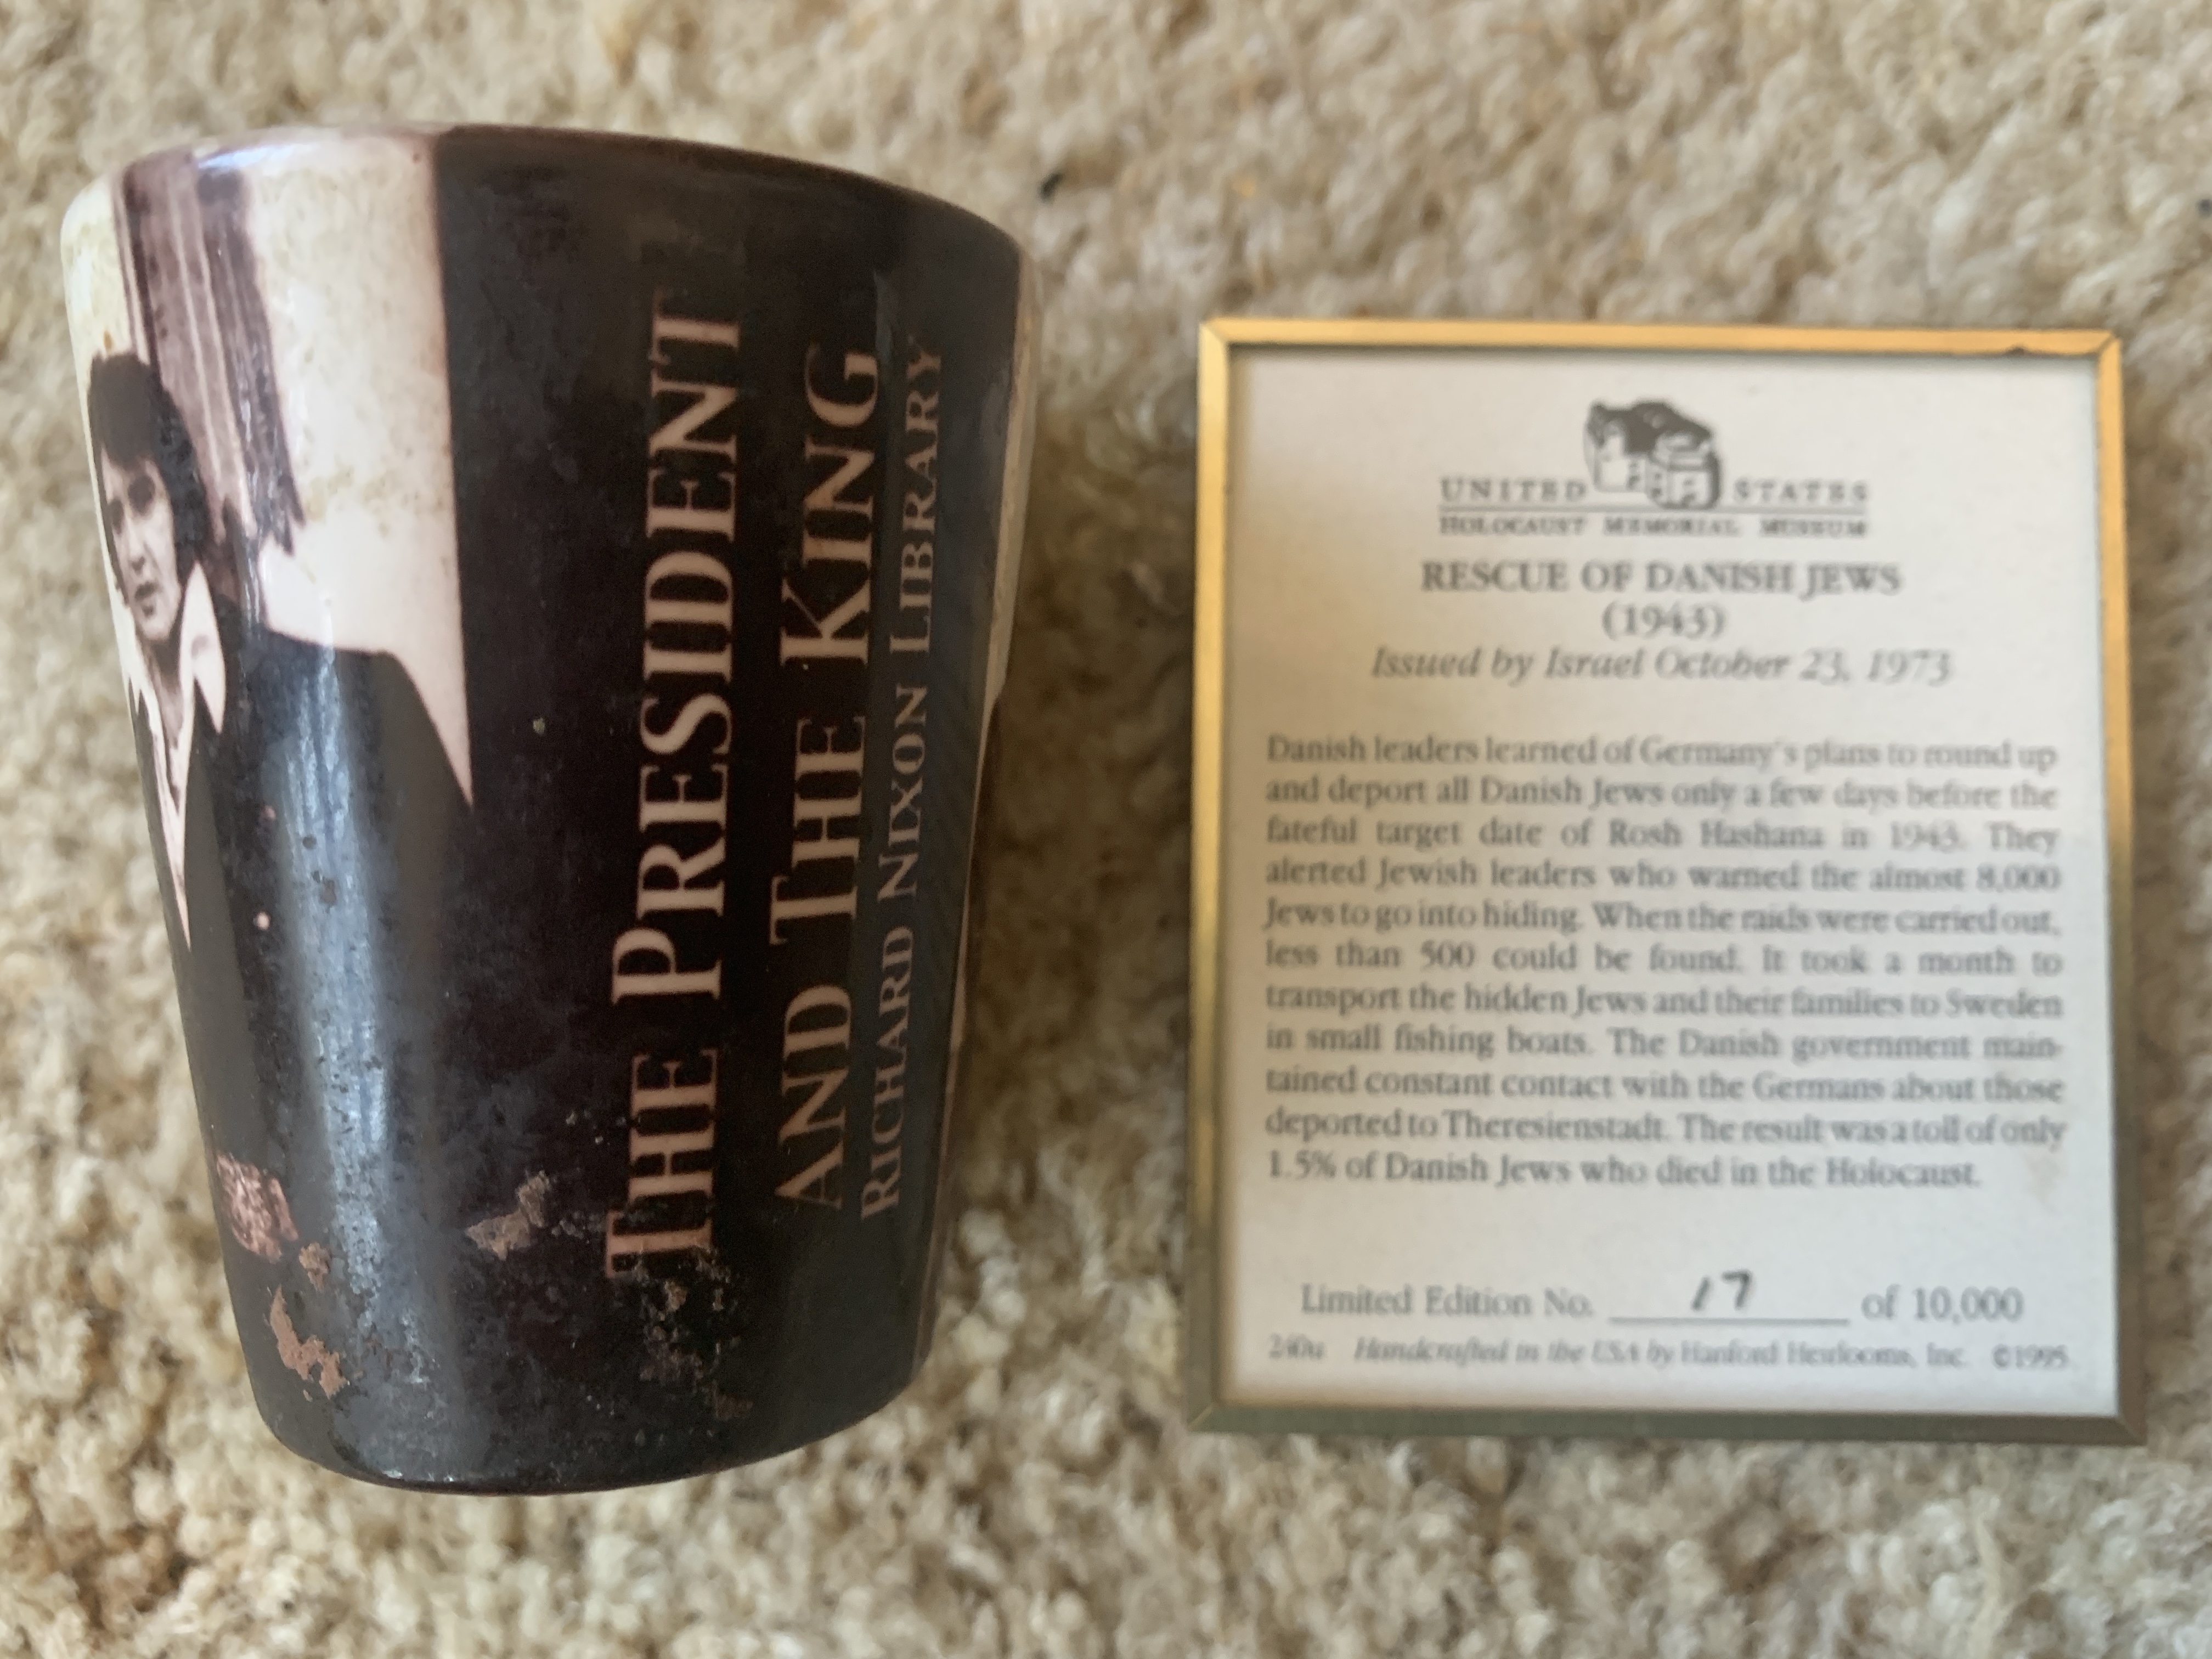 THE PRESIDENT
AND THE KING
RICHARD NIXON LIBRARY
UNITED STATES
HOLOCAUST MEMORIAL MUSEUM
RESCUE OF DANISH JEWS
(1943)
Issued by Israel October 23, 1973
Danish leaders learned of Germany's plans to round up
and deport all Danish Jews only a few days before the
fateful target date of Rosh Hashana in 1943. They
alerted Jewish leaders who warned the almost 8,000
Jews to go into hiding. When the raids were carried out,
less than 500 could be found. It took a month to
transport the hidden Jews and their families to Sweden
in small fishing boats. The Danish government main-
tained constant contact with the Germans about those
deported to Theresienstadt. The result was a toll of only
1.5% of Danish Jews who died in the Holocaust.
Limited Edition No. 17 of 10,000
Handcrafted in the USA by Hanford Heirlooms, Inc. ©1995